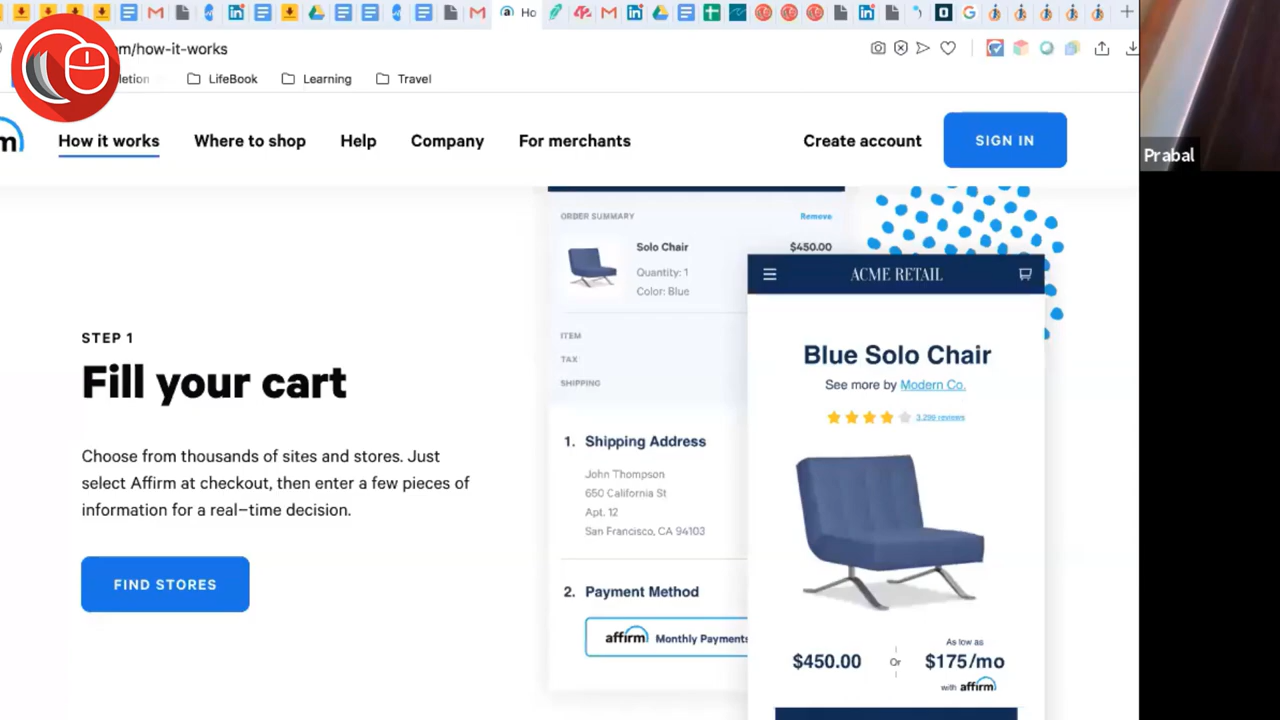 Ho
m/how-it-works
letion
LifeBook
Learning
Travel
m
How it works
Where to shop
Help
Company
For merchants
Create account
SIGN IN
Prabal
ORDER SUMMARY
Remove
Solo Chair
$450.00
Quantity: 1
Color: Blue
ITEM
TAX
SHIPPING
1. Shipping Address
John Thompson
650 California St
Apt. 12
San Francisco, CA 94103
2. Payment Method
affirm Monthly Payments
STEP 1
Fill your cart
Choose from thousands of sites and stores. Just
select Affirm at checkout, then enter a few pieces of
information for a real-time decision.
FIND STORES
ACME RETAIL
Blue Solo Chair
See more by Modern Co.
3,299 reviews
$450.00
Or
As low as
$175/mo
with affirm